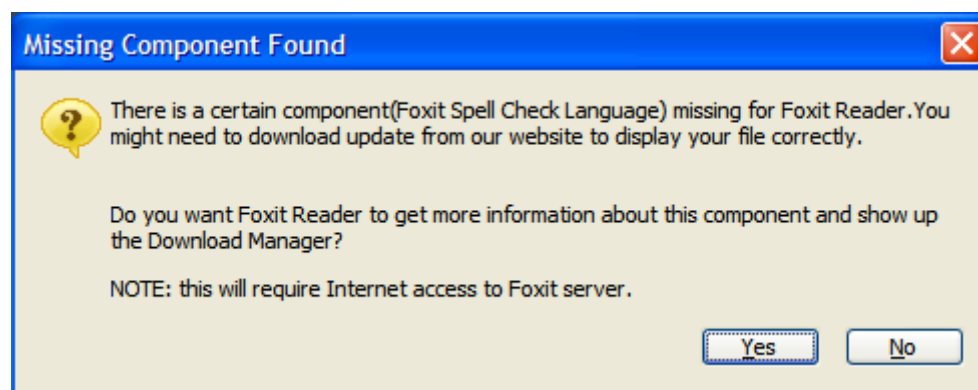 Missing Component Found
There is a certain component(Foxit Spell Check Language) missing for Foxit Reader.You
might need to download update from our website to display your file correctly.
Do you want Foxit Reader to get more information about this component and show up
the Download Manager?
NOTE: this will require Internet access to Foxit server.
Yes No